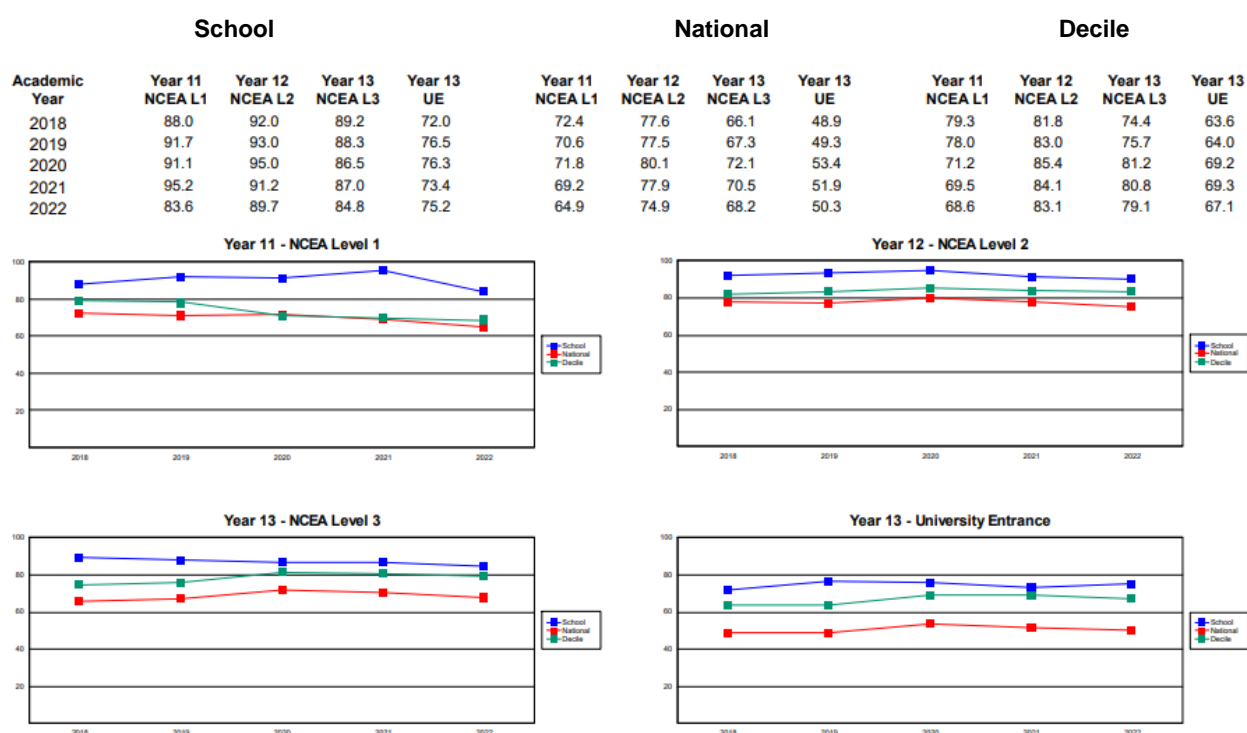 School National Decile
Academic Year 11 Year 12 Year 13 Year 13 Year 11 Year 12 Year 13 Year 13 Year 11 Year 12 Year 13 Year 13
Year NCEA L1 NCEA L2 NCEA L3 UE NCEA L1 NCEA L2 NCEA L3 UE NCEA L1 NCEA L2 NCEA L3 UE
2018 88.0 92.0 89.2 72.0 72.4 77.6 66.1 48.9 79.3 81.8 74.4 63.6
2019 91.7 93.0 88.3 76.5 70.6 77.5 67.3 49.3 78.0 83.0 75.7 64.0
2020 91.1 95.0 86.5 76.3 71.8 80.1 72.1 53.4 71.2 85.4 81.2 69.2
2021 95.2 91.2 87.0 73.4 69.2 77.9 70.5 51.9 69.5 84.1 80.8 69.3
2022 83.6 89.7 84.8 75.2 64.9 74.9 68.2 50.3 68.6 83.1 79.1 67.1
Year 11 - NCEA Level 1
100
80
60
40
20
2018 2019 2020 2021 2022
School
National
Decile
Year 12 - NCEA Level 2
100
80
60
40
20
2018 2019 2020 2021 2022
School
National
Decile
Year 13 - NCEA Level 3
100
80
60
40
20
2018 2019 2020 2021 2022
School
National
Decile
Year 13 - University Entrance
100
80
60
40
20
2018 2019 2020 2021 2022
School
National
Decile